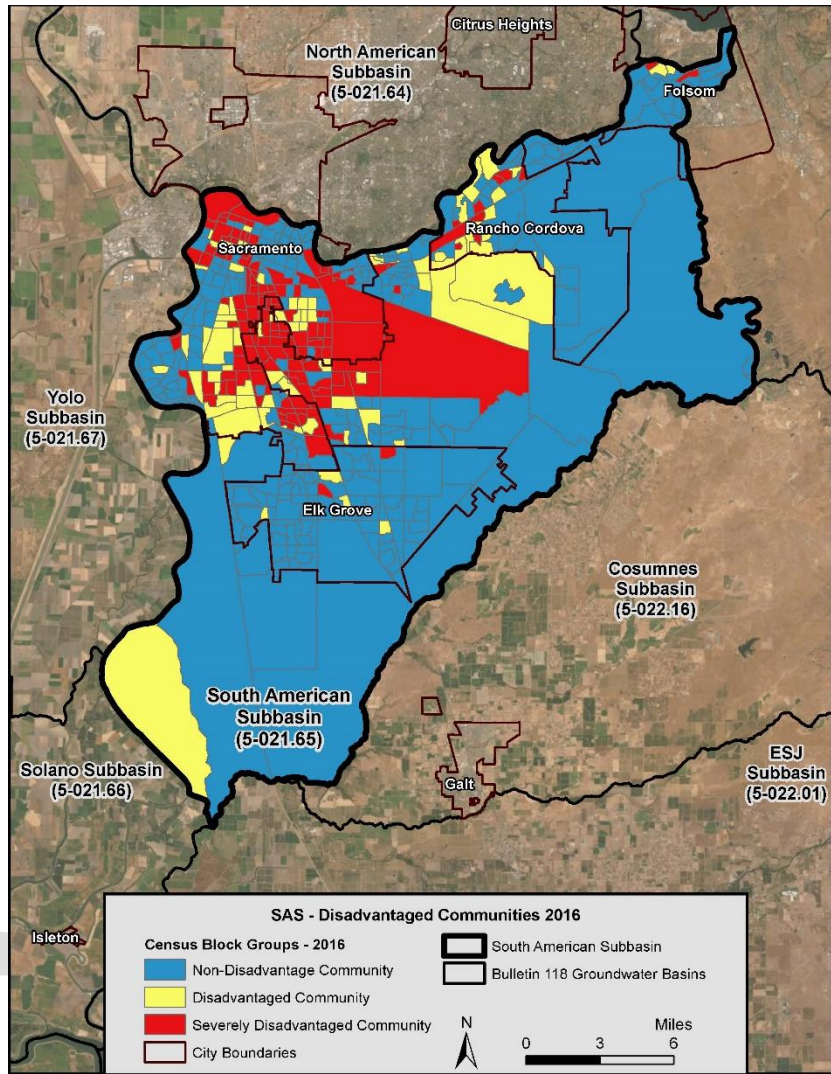 Citrus Heights
North American
Subbasin
(5-021.64)
Folsom
Rancho Cordova
Sacramento
Yolo
Subbasin
(5-021.67)
Elk Grove
Cosumnes
Subbasin
(5-022.16)
South American
Subbasin
(5-021.65)
Solano Subbasin
(5-021.66)
Galt
ESJ
Subbasin
(5-022.01)
Isleton
SAS - Disadvantaged Communities 2016
Census Block Groups - 2016
Non-Disadvantage Community
Disadvantaged Community
Severely Disadvantaged Community
City Boundaries
South American Subbasin
Bulletin 118 Groundwater Basins
N
Miles
0 3 6